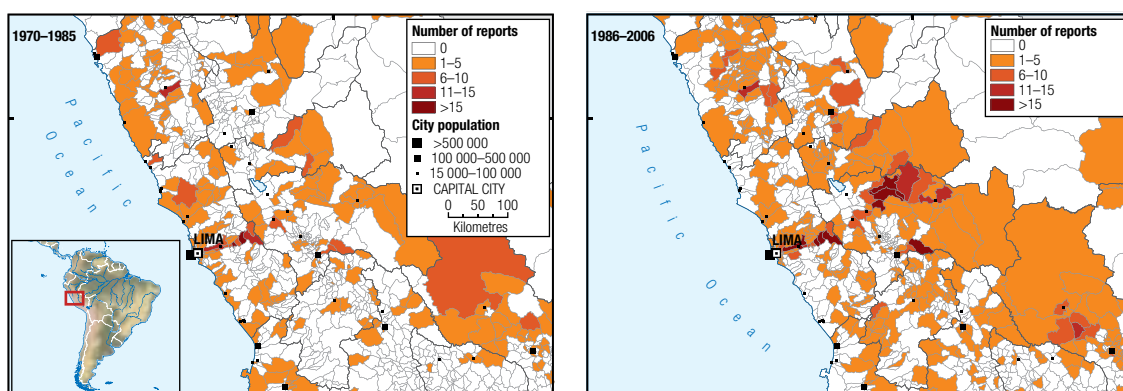 1970–1985
Number of reports
0
1–5
6–10
11–15
>15
City population
>500 000
100 000–500 000
15 000–100 000
CAPITAL CITY
0 50 100
Kilometres
Pacific
Ocean
LIMA
1986–2006
Number of reports
0
1–5
6–10
11–15
>15
Pacific
Ocean
LIMA